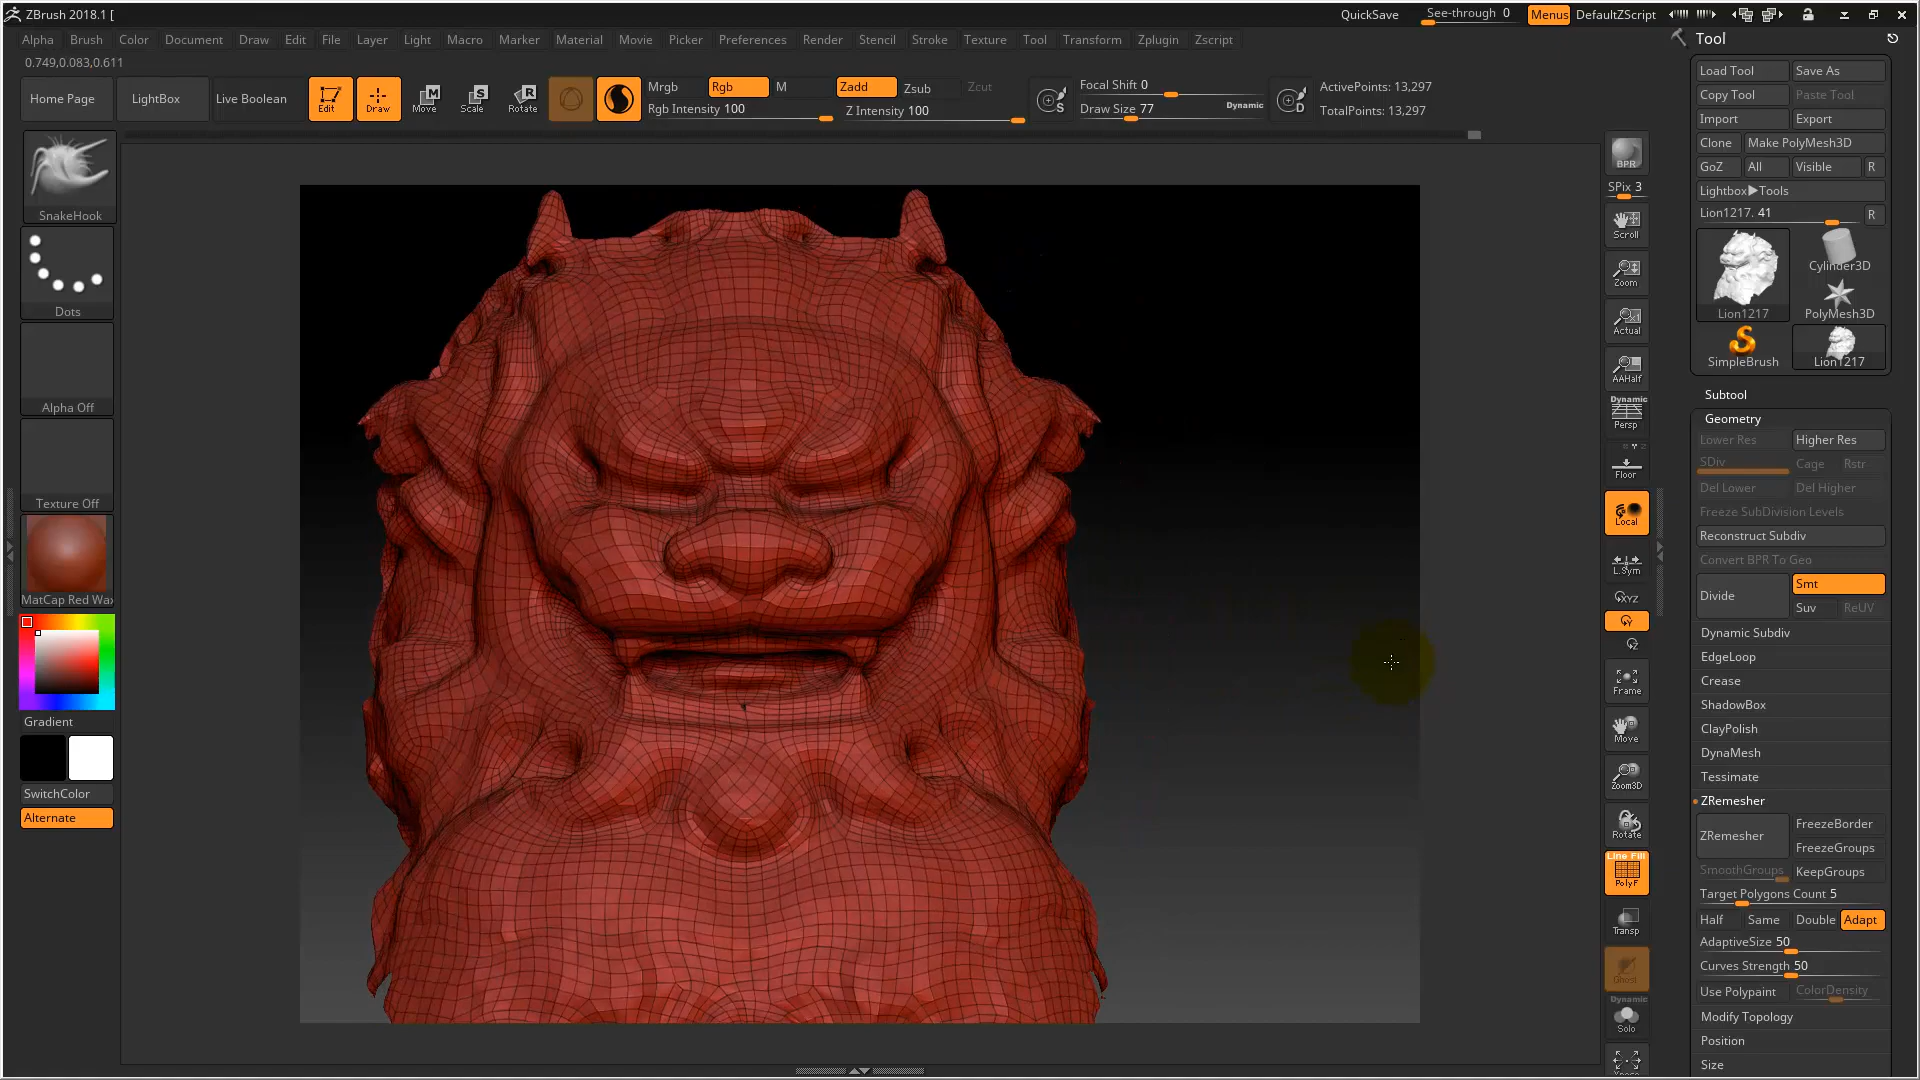 ZBrush 2018.1 [
QuickSave
See-through 0
Menus
DefaultZScript
Alpha Brush Color Document Draw Edit File Layer Light Macro Marker Material Movie Picker Preferences Render Stencil Stroke Texture Tool Transform Zplugin Zscript
0.749,0.083,0.611
Home Page
LightBox
Live Boolean
Edit
Draw
Move
Scale
Rotate
Mrgb
Rgb
M
Rgb Intensity 100
Zadd
Zsub
Zcut
Z Intensity 100
Focal Shift 0
Draw Size 77
Dynamic
ActivePoints: 13,297
TotalPoints: 13,297
SnakeHook
Dots
Alpha Off
Texture Off
MatCap Red Wax
Gradient
SwitchColor
Alternate
BPR
SPix 3
Scroll
Zoom
Actual
AAHalf
Dynamic
Persp
Floor
Local
L.Sym
XYZ
Y
Z
Frame
Move
Zoom3D
Rotate
Line Fill
PolyF
Transp
Ghost
Dynamic
Solo
Tool
Load Tool
Save As
Copy Tool
Paste Tool
Import
Export
Clone
Make PolyMesh3D
GoZ
All
Visible
R
Lightbox▶Tools
Lion1217. 41
R
Lion1217
Cylinder3D
PolyMesh3D
SimpleBrush
Lion1217
Subtool
Geometry
Lower Res
Higher Res
SDiv
Cage
Rstr
Del Lower
Del Higher
Freeze SubDivision Levels
Reconstruct Subdiv
Convert BPR To Geo
Divide
Smt
Suv
ReUV
Dynamic Subdiv
EdgeLoop
Crease
ShadowBox
ClayPolish
DynaMesh
Tessimate
ZRemesher
ZRemesher
FreezeBorder
FreezeGroups
SmoothGroups
KeepGroups
Target Polygons Count 5
Half
Same
Double
Adapt
AdaptiveSize 50
Curves Strength 50
Use Polypaint
ColorDensity
Modify Topology
Position
Size